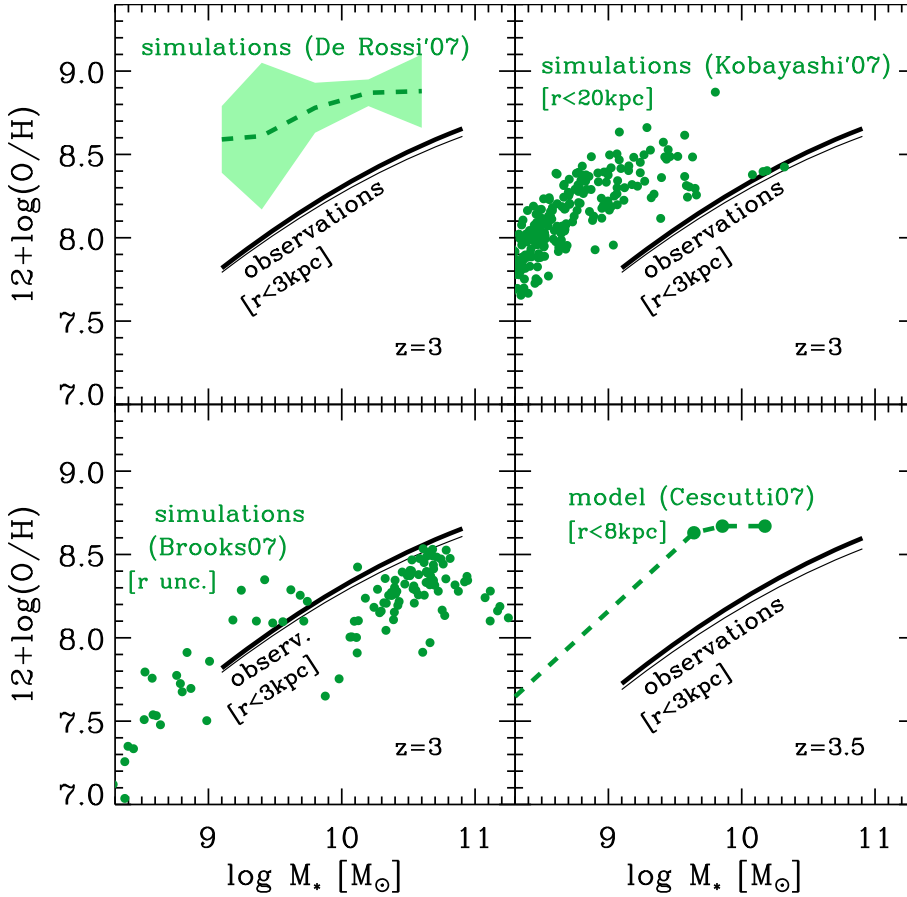 simulations (De Rossi'07)
observations
[r<3kpc]
z=3
12+log(O/H)
9.0
8.5
8.0
7.5
7.0
simulations (Kobayashi'07)
[r<20kpc]
observations
[r<3kpc]
z=3
simulations
(Brooks07)
[r unc.]
observ.
[r<3kpc]
z=3
12+log(O/H)
9.0
8.5
8.0
7.5
7.0
9 10 11
log M* [M⊙]
model (Cescutti07)
[r<8kpc]
observations
[r<3kpc]
z=3.5
9 10 11
log M* [M⊙]